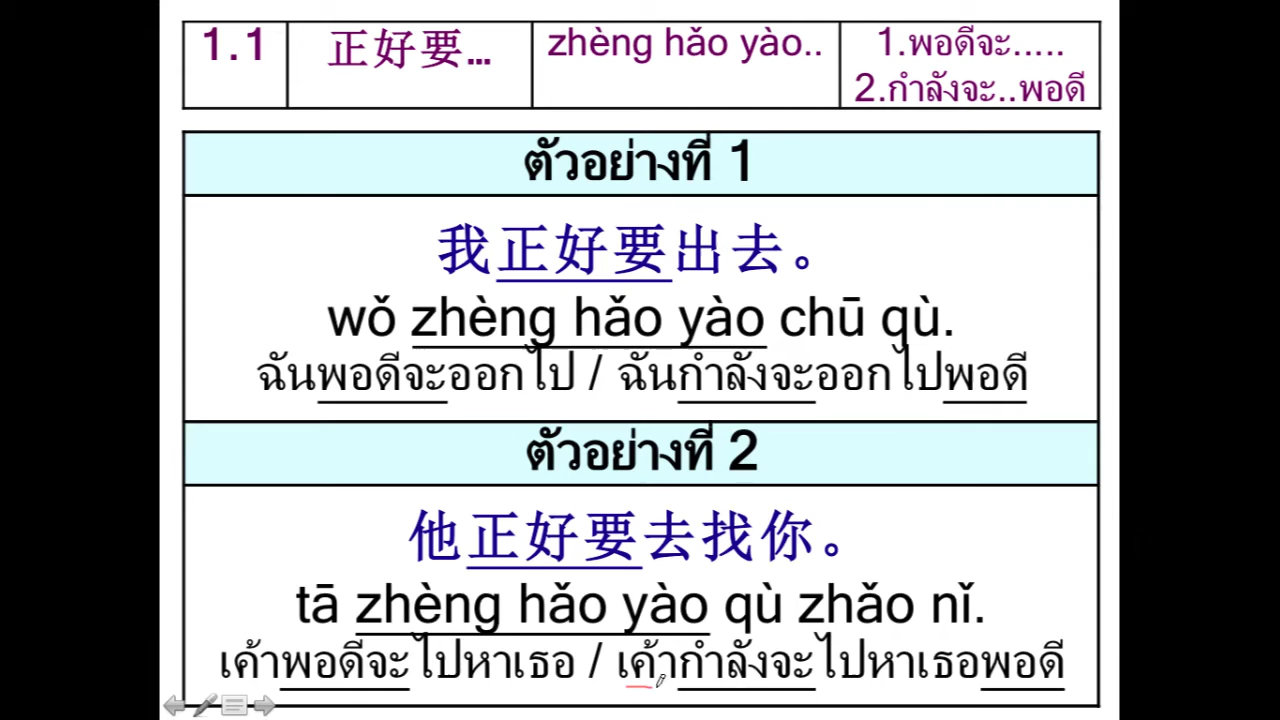 1.1 正好要… zhèng hǎo yào.. 1.พอดีจะ.....
2.กำลังจะ..พอดี
ตัวอย่างที่ 1
我正好要出去。
wǒ zhèng hǎo yào chū qù.
ฉันพอดีจะออกไป / ฉันกำลังจะออกไปพอดี
ตัวอย่างที่ 2
他正好要去找你。
tā zhèng hǎo yào qù zhǎo nǐ.
เค้าพอดีจะไปหาเธอ / เค้ากำลังจะไปหาเธอพอดี